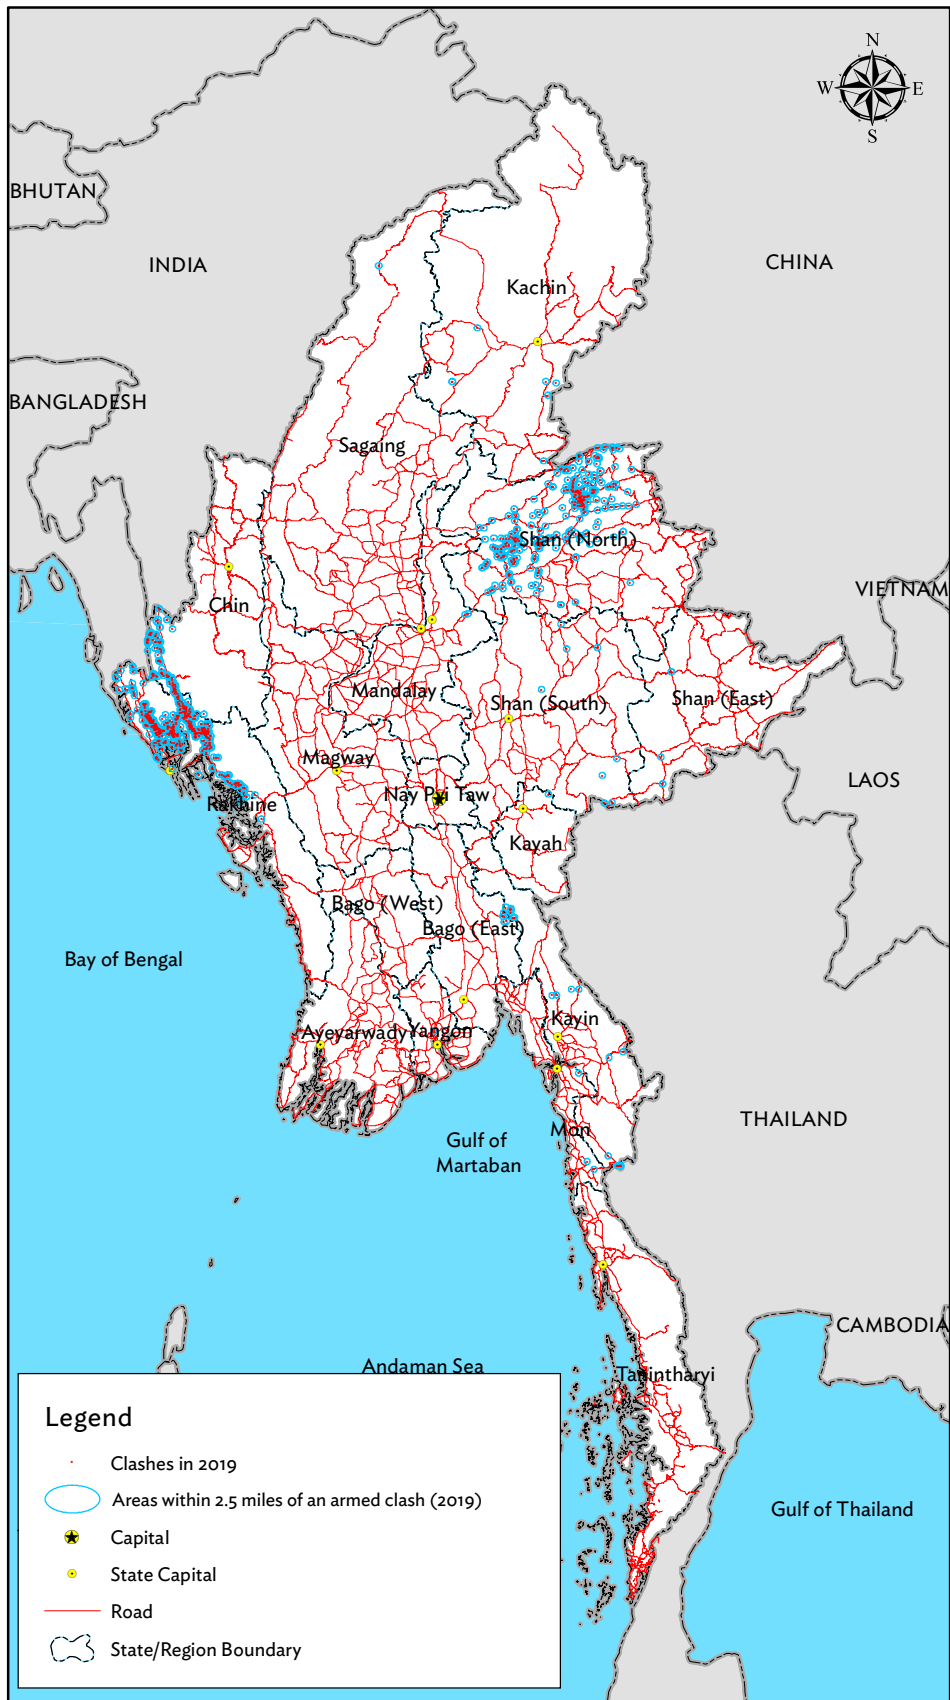 N
W
E
S
BHUTAN
INDIA
CHINA
Kachin
BANGLADESH
Sagaing
Shan (North)
VIETNAM
Chin
Mandalay
Shan (South)
Shan (East)
Magway
LAOS
Nay Pyi Taw
Rakhine
Kayah
Bago (West)
Bago (East)
Bay of Bengal
Kayin
Ayeyarwady
Yangon
THAILAND
Mon
Gulf of
Martaban
CAMBODIA
Andaman Sea
Tanintharyi
Gulf of Thailand
Legend
Clashes in 2019
Areas within 2.5 miles of an armed clash (2019)
Capital
State Capital
Road
State/Region Boundary